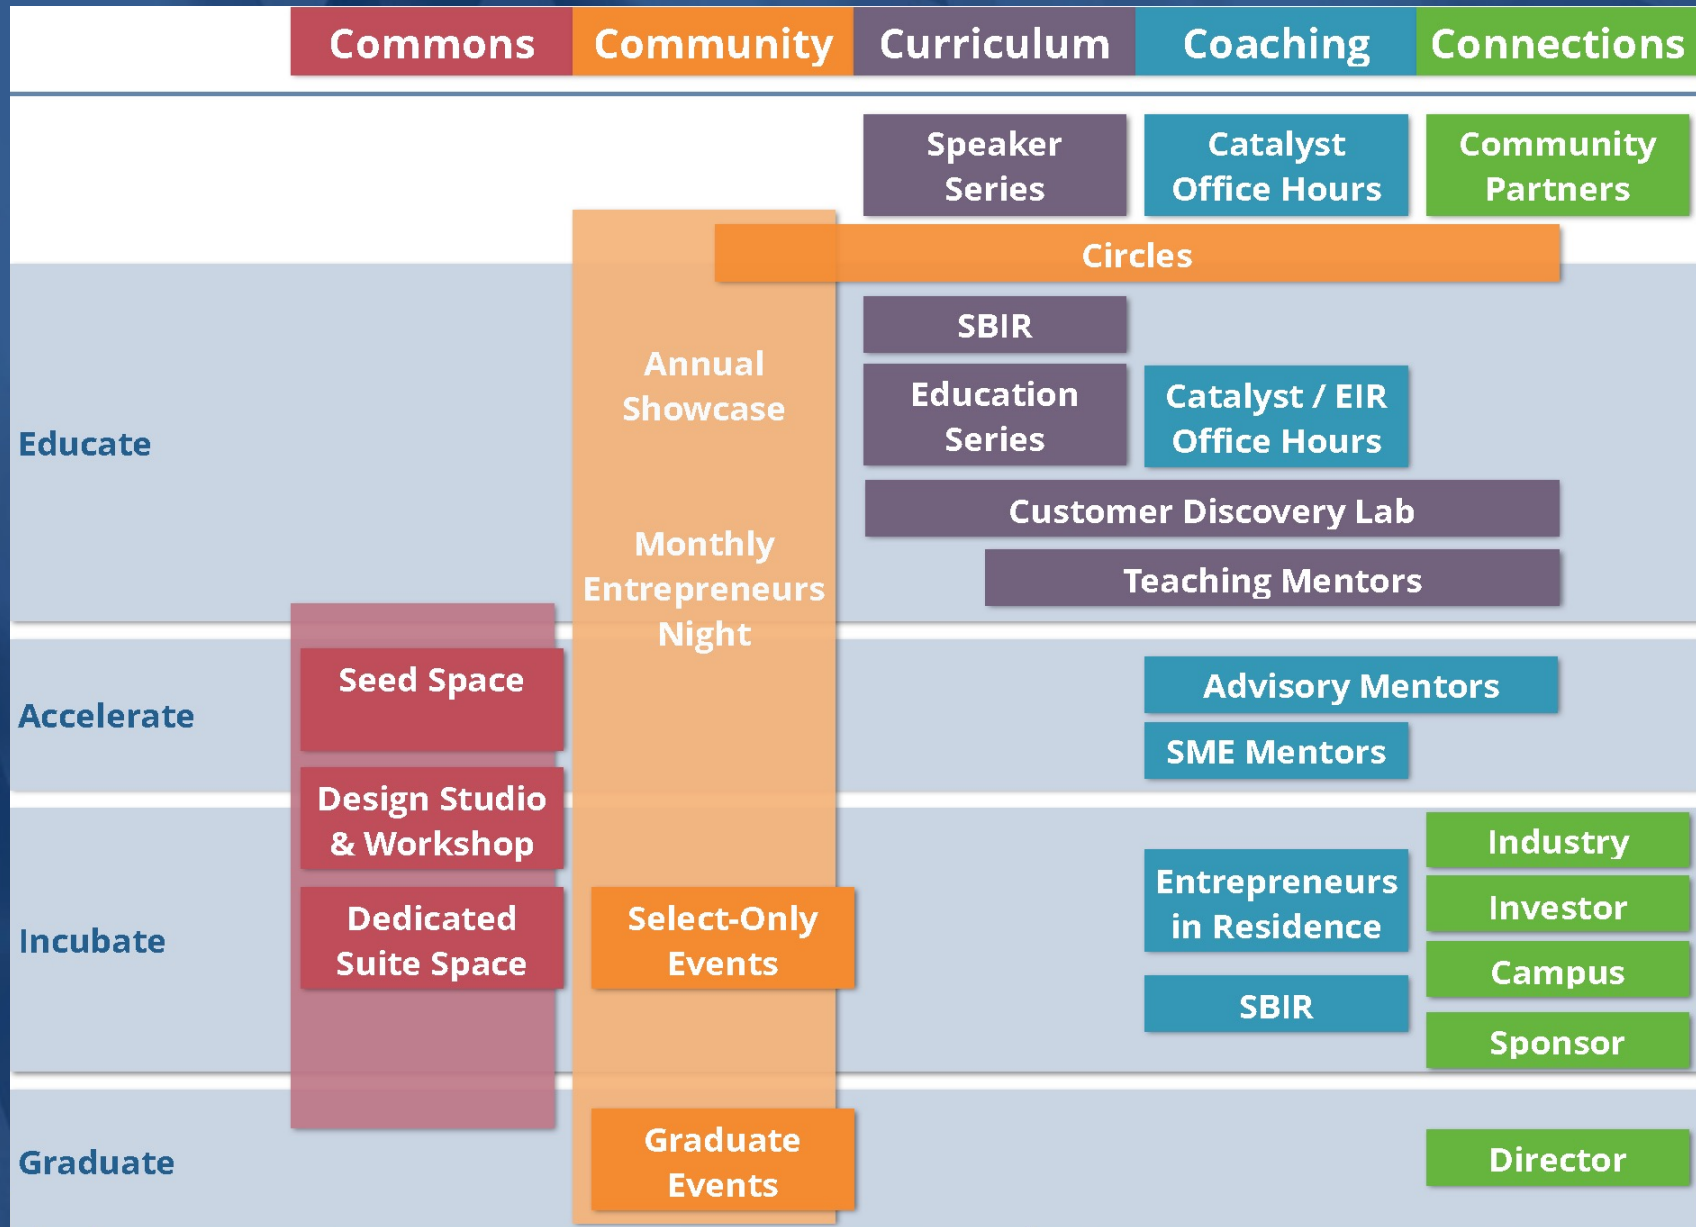 Commons
Community
Curriculum
Coaching
Connections
Speaker
Series
Catalyst
Office Hours
Community
Partners
Circles
Educate
Annual
Showcase
Monthly
Entrepreneurs
Night
SBIR
Education
Series
Catalyst / EIR
Office Hours
Customer Discovery Lab
Teaching Mentors
Accelerate
Seed Space
Advisory Mentors
SME Mentors
Design Studio
& Workshop
Incubate
Dedicated
Suite Space
Select-Only
Events
Entrepreneurs
in Residence
SBIR
Industry
Investor
Campus
Sponsor
Graduate
Graduate
Events
Director